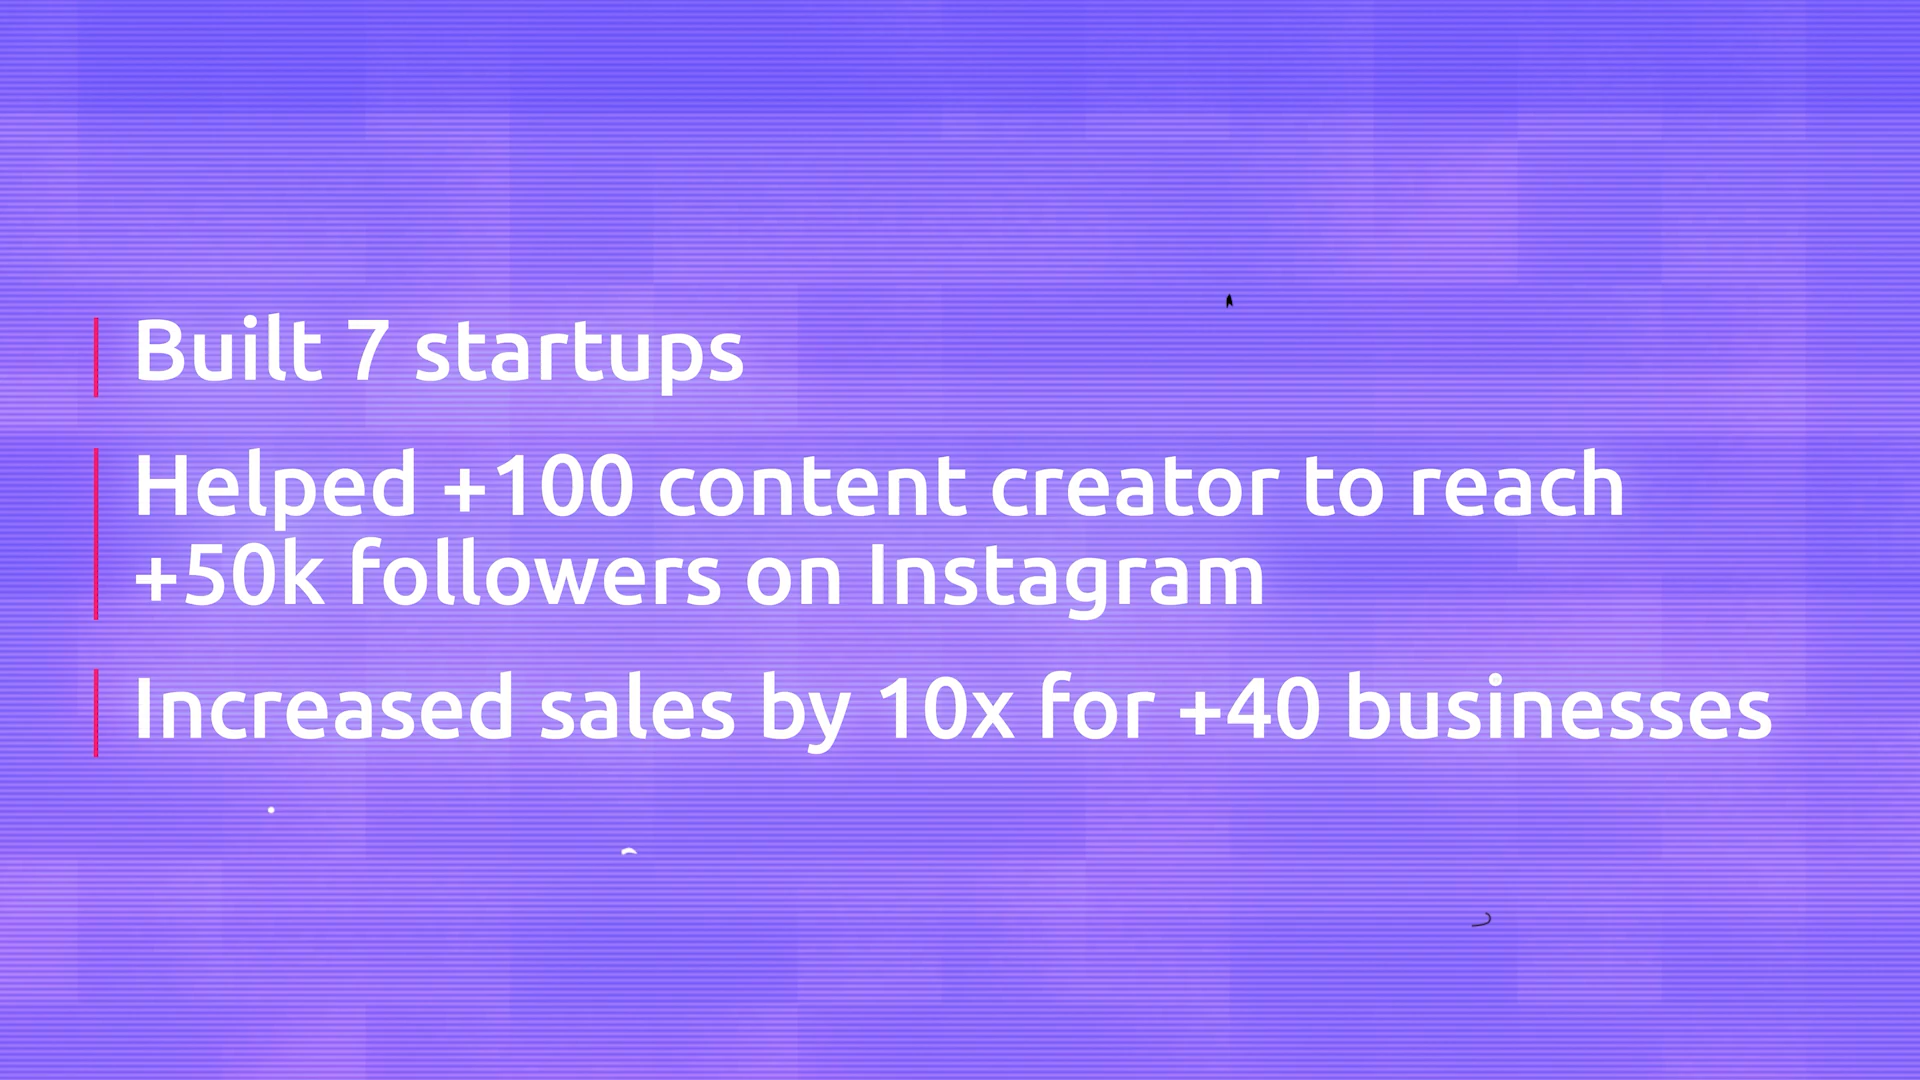 Built 7 startups
Helped +100 content creator to reach
+50k followers on Instagram
Increased sales by 10x for +40 businesses